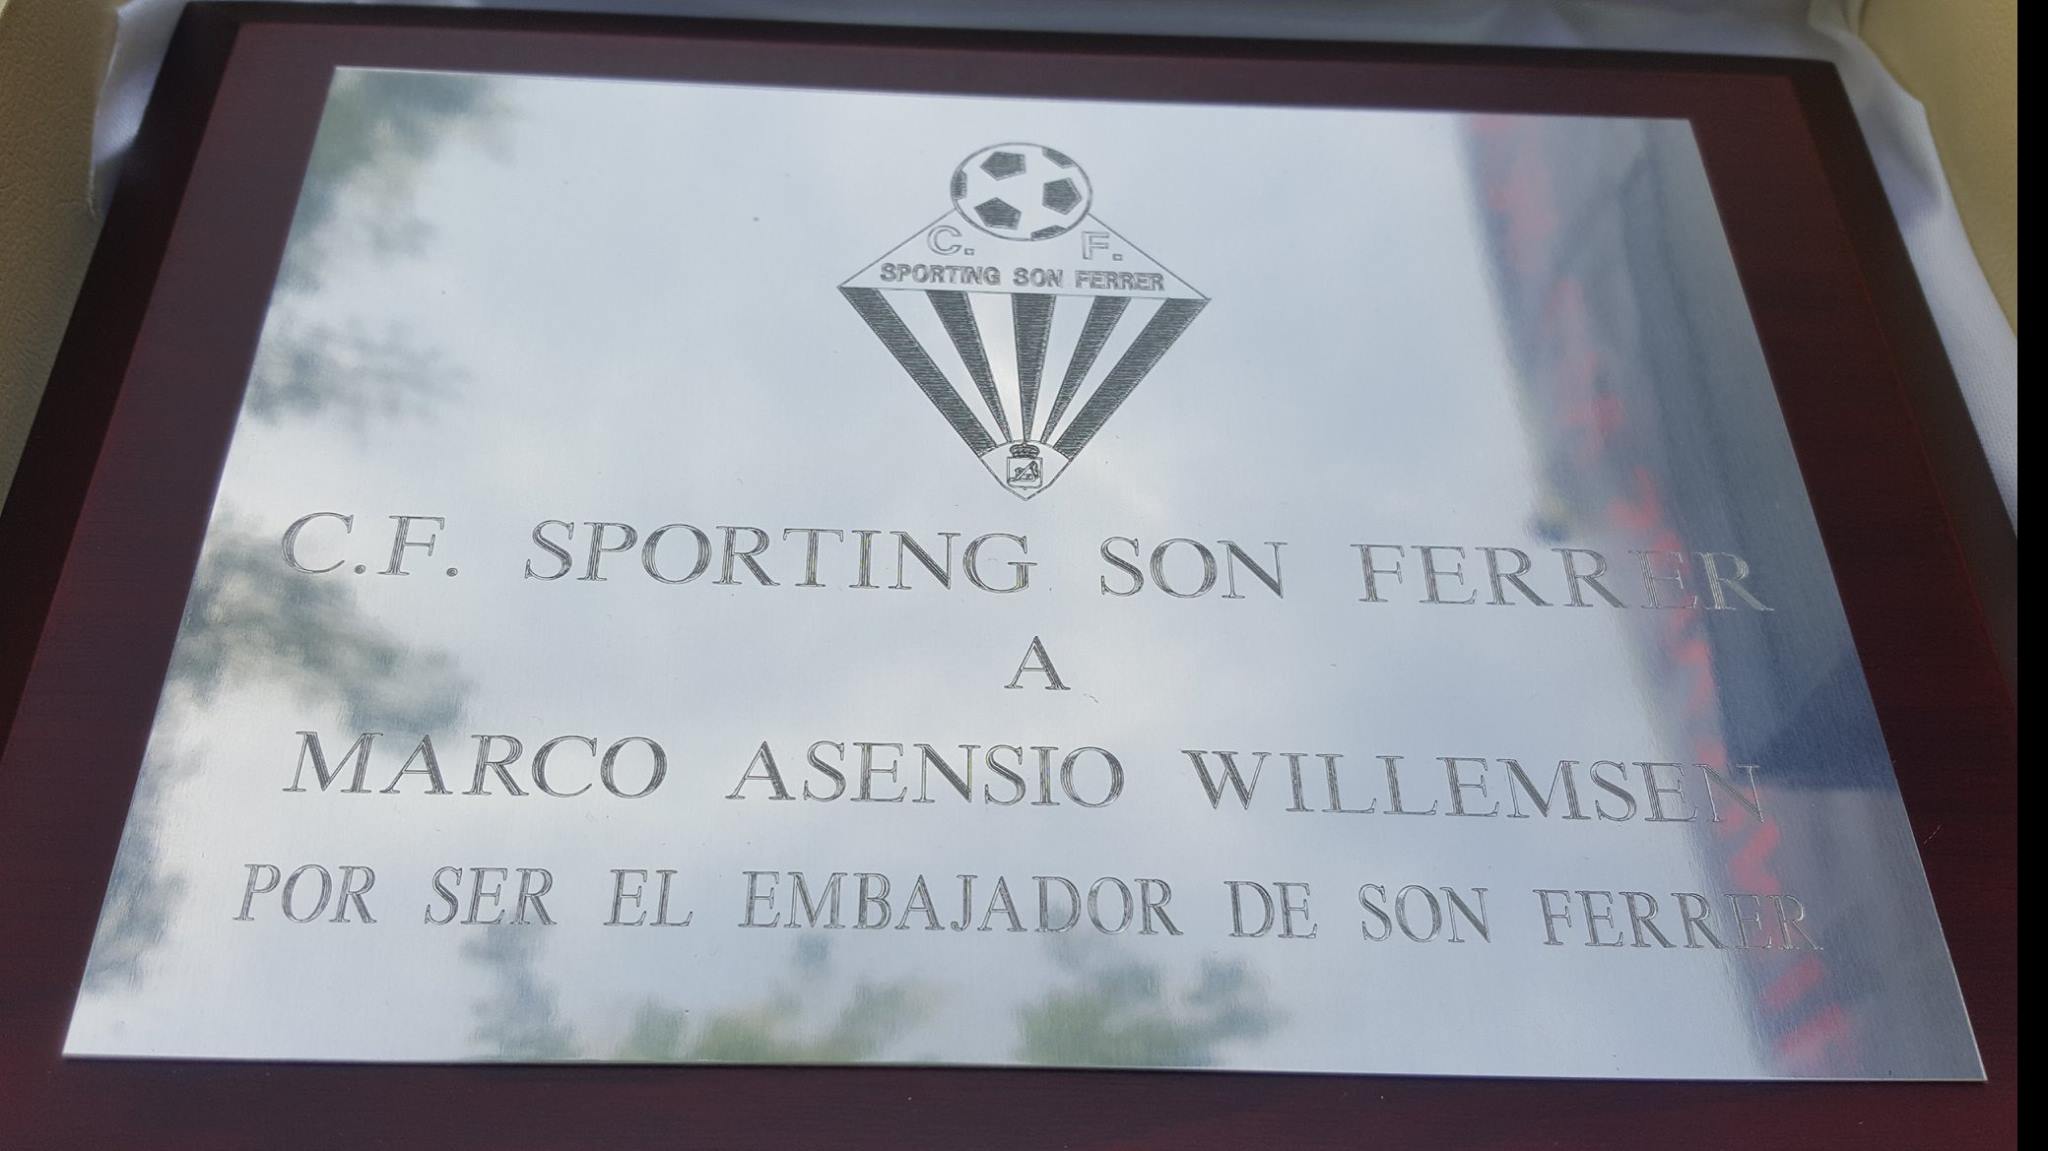 C. F.
SPORTING SON FERRER
C.F. SPORTING SON FERRER
A
MARCO ASENSIO WILLEMSEN
POR SER EL EMBAJADOR DE SON FERRER